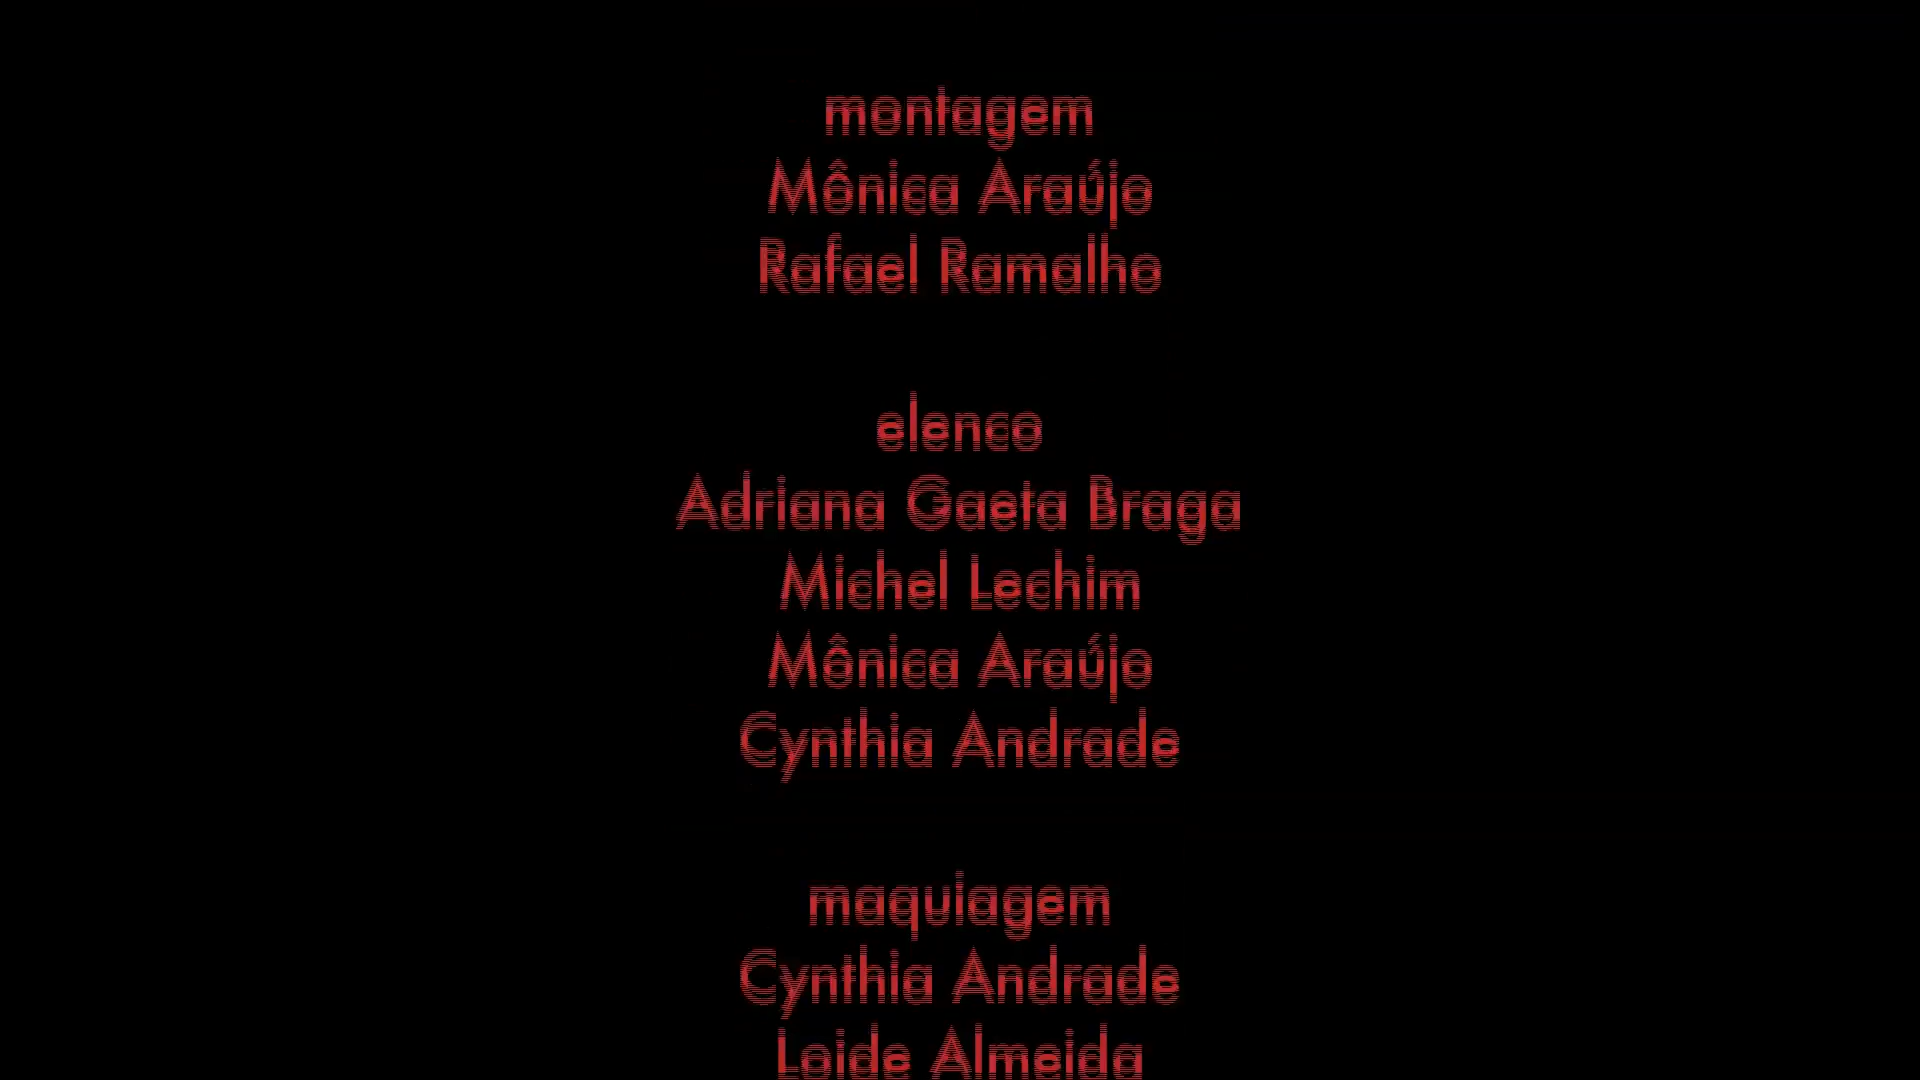 montagem
Mônica Araújo
Rafael Ramalho
elenco
Adriana Gaeta Braga
Michel Lechim
Mônica Araújo
Cynthia Andrade
maquiagem
Cynthia Andrade
Loide Almeida